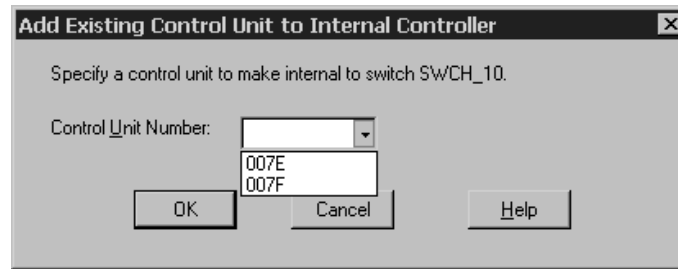 Add Existing Control Unit to Internal Controller
Specify a control unit to make internal to switch SWCH_10.
Control Unit Number:
007E
007F
OK Cancel Help